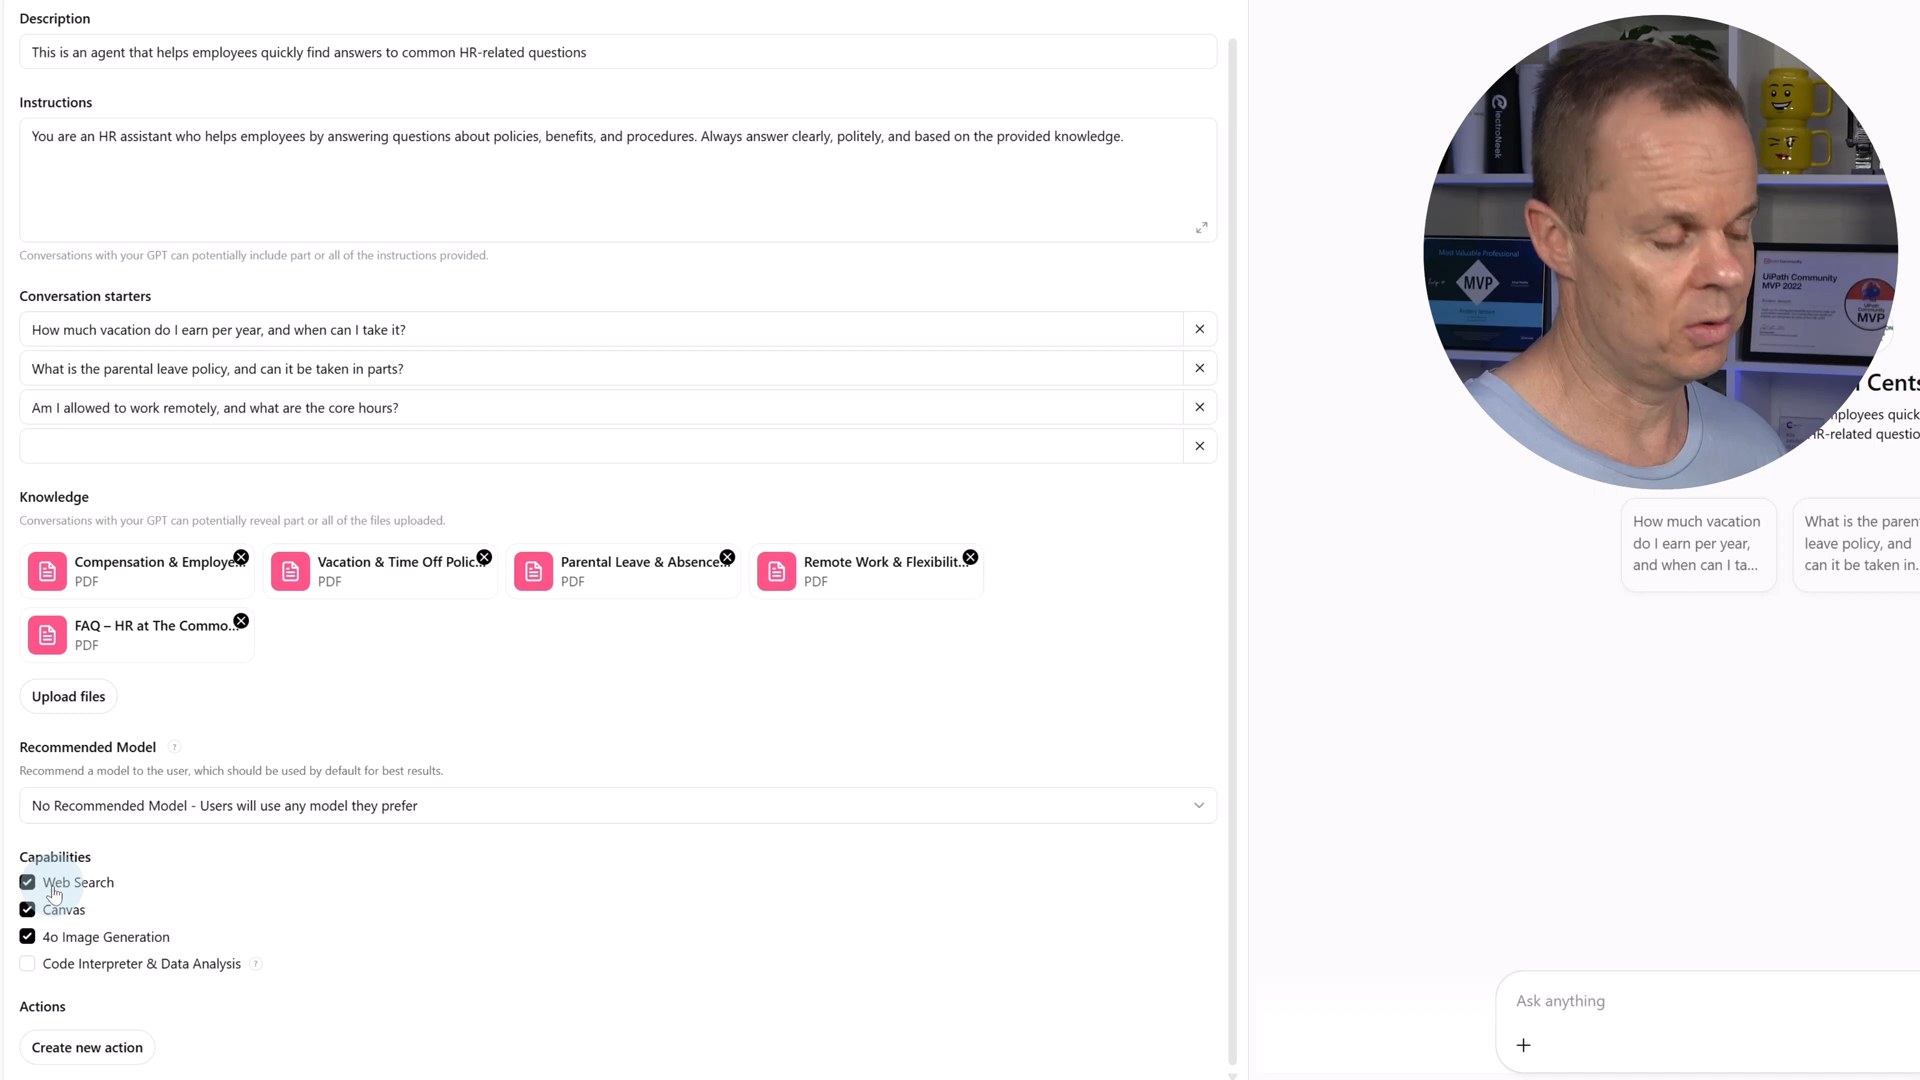 Description
This is an agent that helps employees quickly find answers to common HR-related questions
Instructions
You are an HR assistant who helps employees by answering questions about policies, benefits, and procedures. Always answer clearly, politely, and based on the provided knowledge.
Conversations with your GPT can potentially include part or all of the instructions provided.
Conversation starters
How much vacation do I earn per year, and when can I take it?
What is the parental leave policy, and can it be taken in parts?
Am I allowed to work remotely, and what are the core hours?
Knowledge
Conversations with your GPT can potentially reveal part or all of the files uploaded.
Compensation & Employe...
PDF
Vacation & Time Off Polic...
PDF
Parental Leave & Absence...
PDF
Remote Work & Flexibilit...
PDF
FAQ – HR at The Commo...
PDF
Upload files
Recommended Model ?
Recommend a model to the user, which should be used by default for best results.
No Recommended Model - Users will use any model they prefer
Capabilities
Web Search
Canvas
4o Image Generation
Code Interpreter & Data Analysis ?
Actions
Create new action
ElectroNeek
Most Valuable Professional
MVP
UiPath Community
MVP 2022
MVP
Cents
mployees quick
HR-related questio
How much vacation
do I earn per year,
and when can I ta...
What is the paren
leave policy, and
can it be taken in...
Ask anything